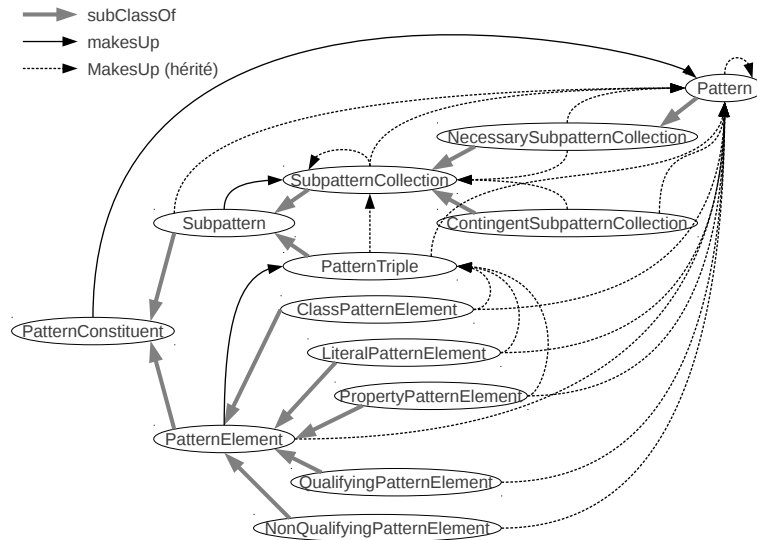 subClassOf
makesUp
MakesUp (hérité)
Pattern
NecessarySubpatternCollection
SubpatternCollection
Subpattern
ContingentSubpatternCollection
PatternTriple
ClassPatternElement
PatternConstituent
LiteralPatternElement
PropertyPatternElement
PatternElement
QualifyingPatternElement
NonQualifyingPatternElement